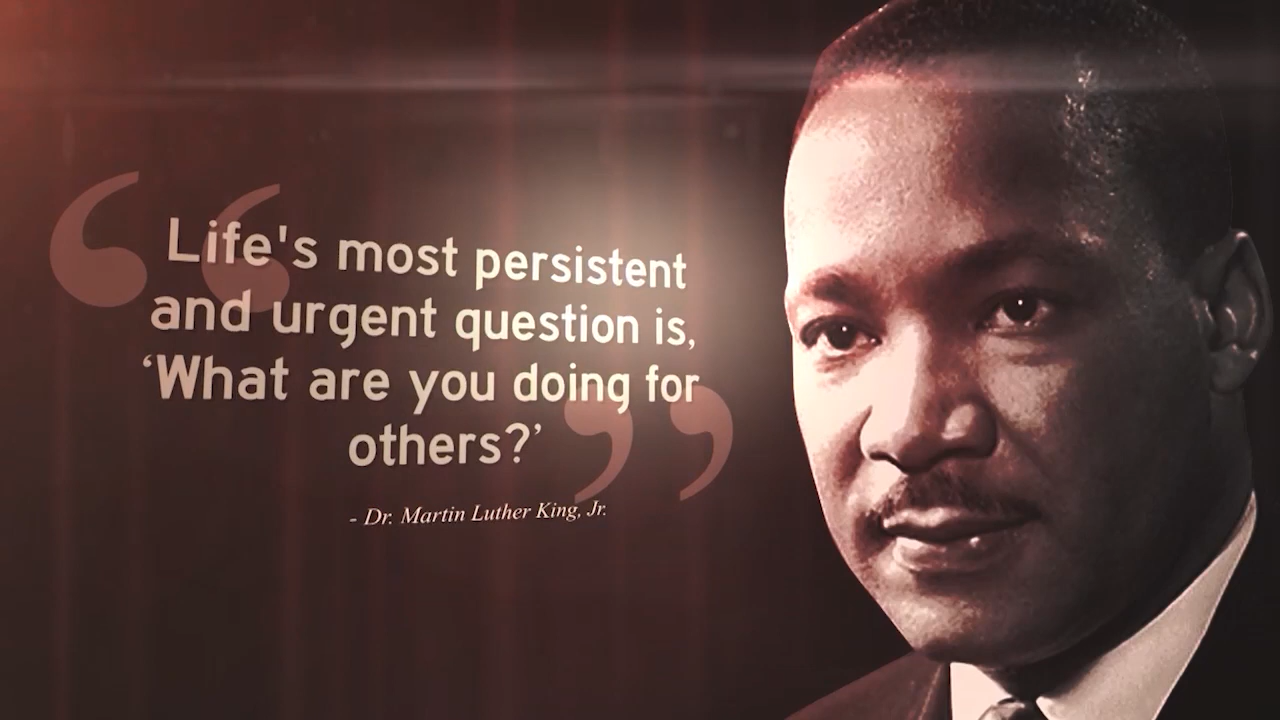 Life's most persistent
and urgent question is,
‘What are you doing for
others?’
- Dr. Martin Luther King, Jr.